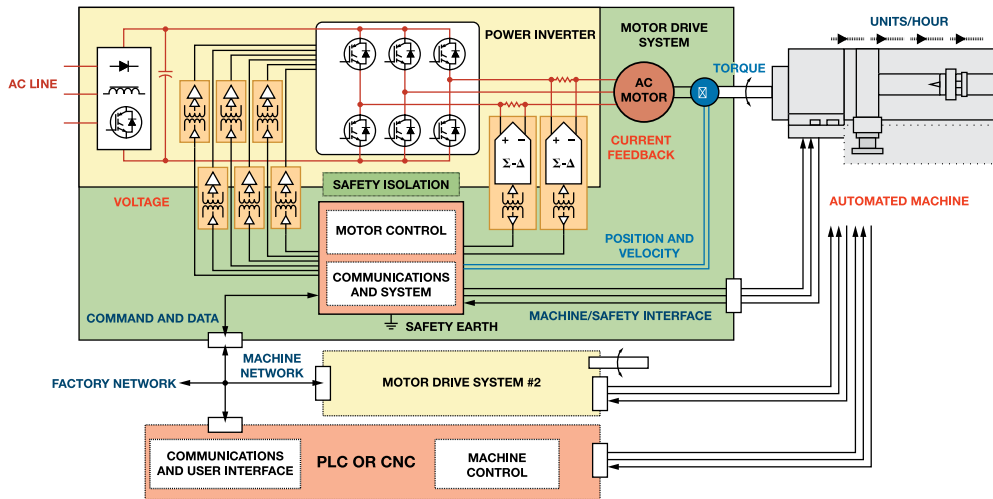 UNITS/HOUR
POWER INVERTER
MOTOR DRIVE
SYSTEM
AC LINE
TORQUE
AC
MOTOR
CURRENT
FEEDBACK
+ −
Σ-Δ
+ −
Σ-Δ
SAFETY ISOLATION
VOLTAGE
AUTOMATED MACHINE
MOTOR CONTROL
POSITION AND
VELOCITY
COMMUNICATIONS
AND SYSTEM
COMMAND AND DATA
MACHINE/SAFETY INTERFACE
SAFETY EARTH
MACHINE
NETWORK
FACTORY NETWORK
MOTOR DRIVE SYSTEM #2
COMMUNICATIONS
AND USER INTERFACE
PLC OR CNC
MACHINE
CONTROL